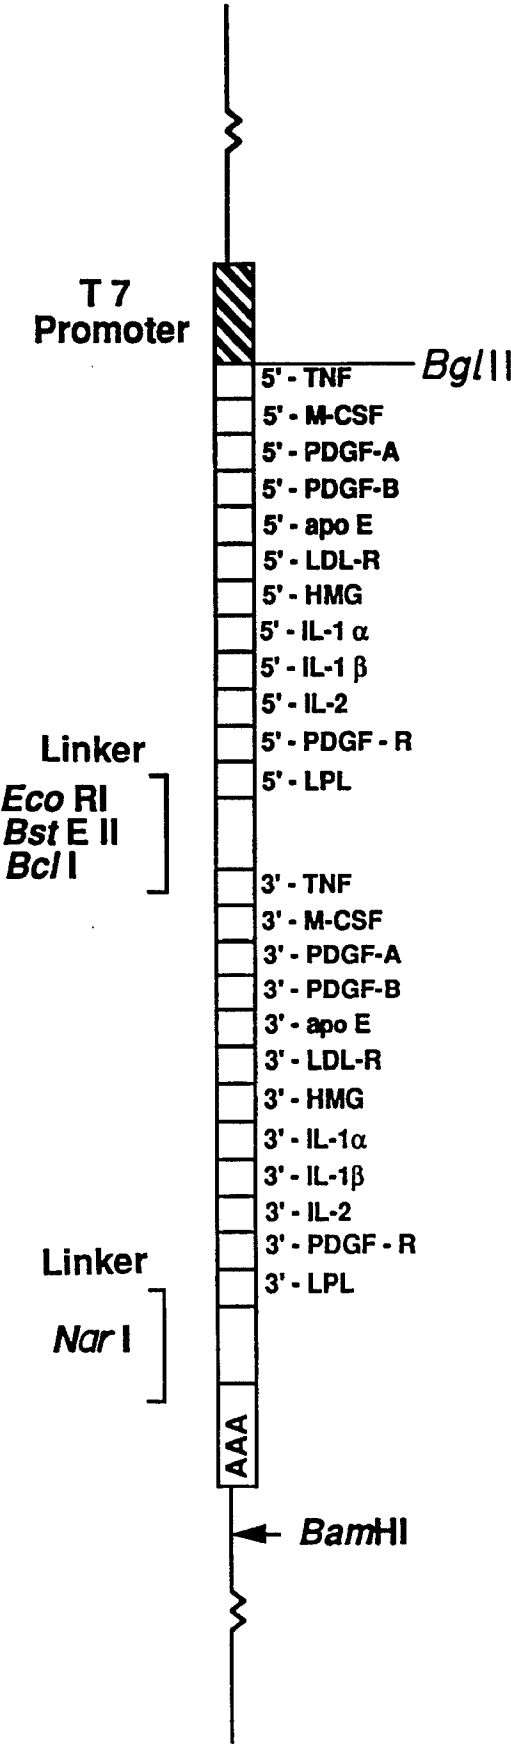 T 7
Promoter
Bgl II
5' - TNF
5' - M-CSF
5' - PDGF-A
5' - PDGF-B
5' - apo E
5' - LDL-R
5' - HMG
5' - IL-1 α
5' - IL-1 β
5' - IL-2
5' - PDGF - R
5' - LPL
Linker
Eco RI
Bst E II
Bcl I
3' - TNF
3' - M-CSF
3' - PDGF-A
3' - PDGF-B
3' - apo E
3' - LDL-R
3' - HMG
3' - IL-1α
3' - IL-1β
3' - IL-2
3' - PDGF - R
3' - LPL
Linker
Nar I
AAA
BamHI